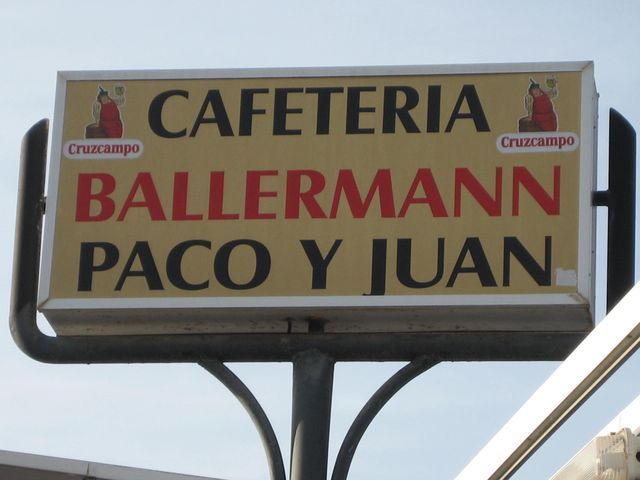 CAFETERIA
Cruzcampo
Cruzcampo
BALLERMANN
PACO Y JUAN